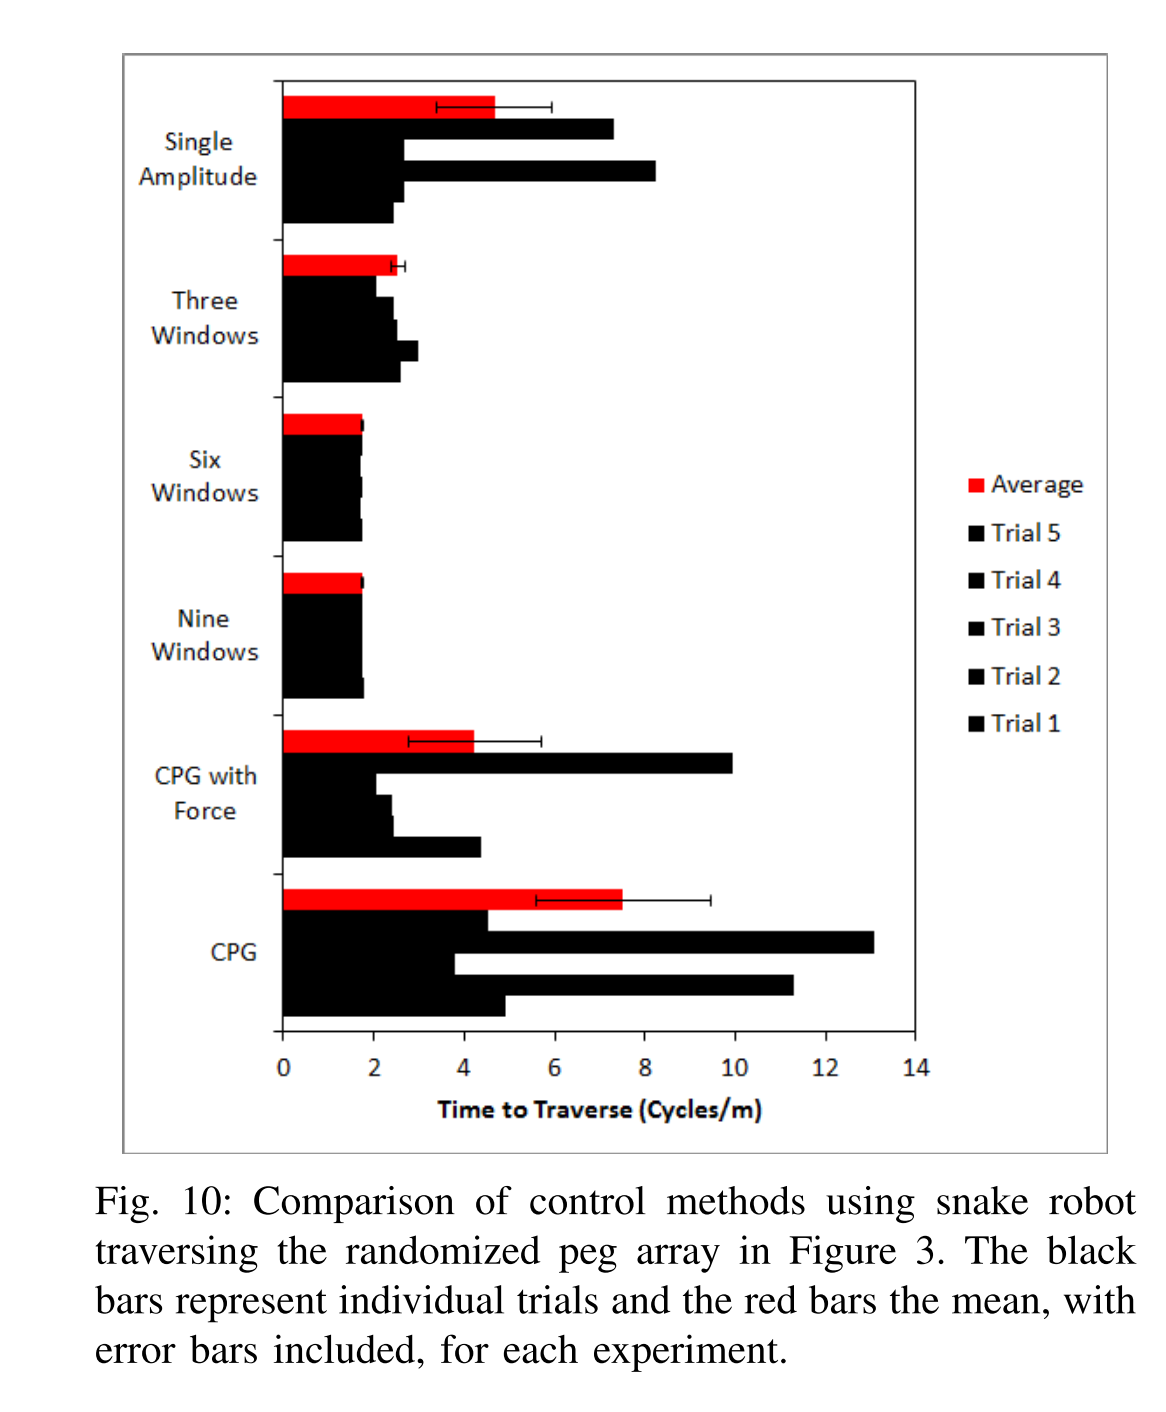 Single
Amplitude
Three
Windows
Six
Windows
Nine
Windows
CPG with
Force
CPG
Average
Trial 5
Trial 4
Trial 3
Trial 2
Trial 1
0 2 4 6 8 10 12 14
Time to Traverse (Cycles/m)
Fig. 10: Comparison of control methods using snake robot
traversing the randomized peg array in Figure 3. The black
bars represent individual trials and the red bars the mean, with
error bars included, for each experiment.